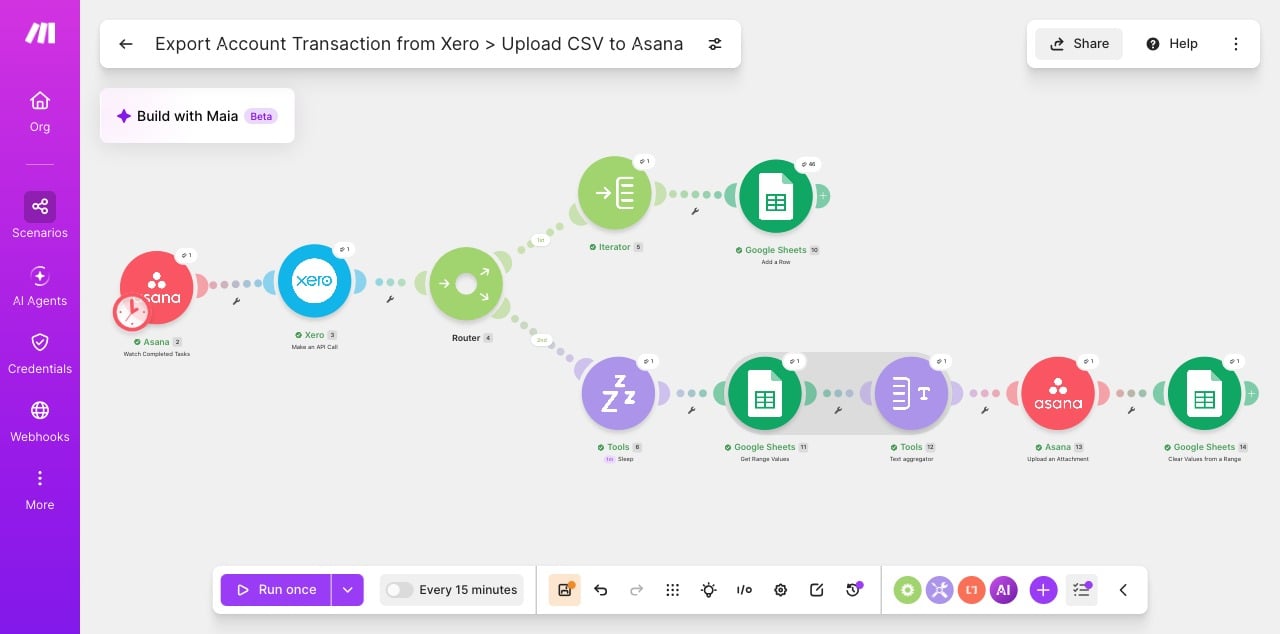 Export Account Transaction from Xero > Upload CSV to Asana
Share
Help
Build with Maia Beta
Org
Scenarios
AI Agents
Credentials
Webhooks
More
1
asana
Asana 2
Watch Completed Tasks
1
xero
Xero 3
Make an API Call
Router 4
1st
2nd
1
Iterator 5
46
Google Sheets 10
Add a Row
1
Z Z Z
Tools 6
Sleep
1
Google Sheets 11
Get Range Values
1
T
Tools 12
Text aggregator
1
asana
Asana 13
Upload an Attachment
1
Google Sheets 14
Clear Values from a Range
Run once
Every 15 minutes
I/O
AI